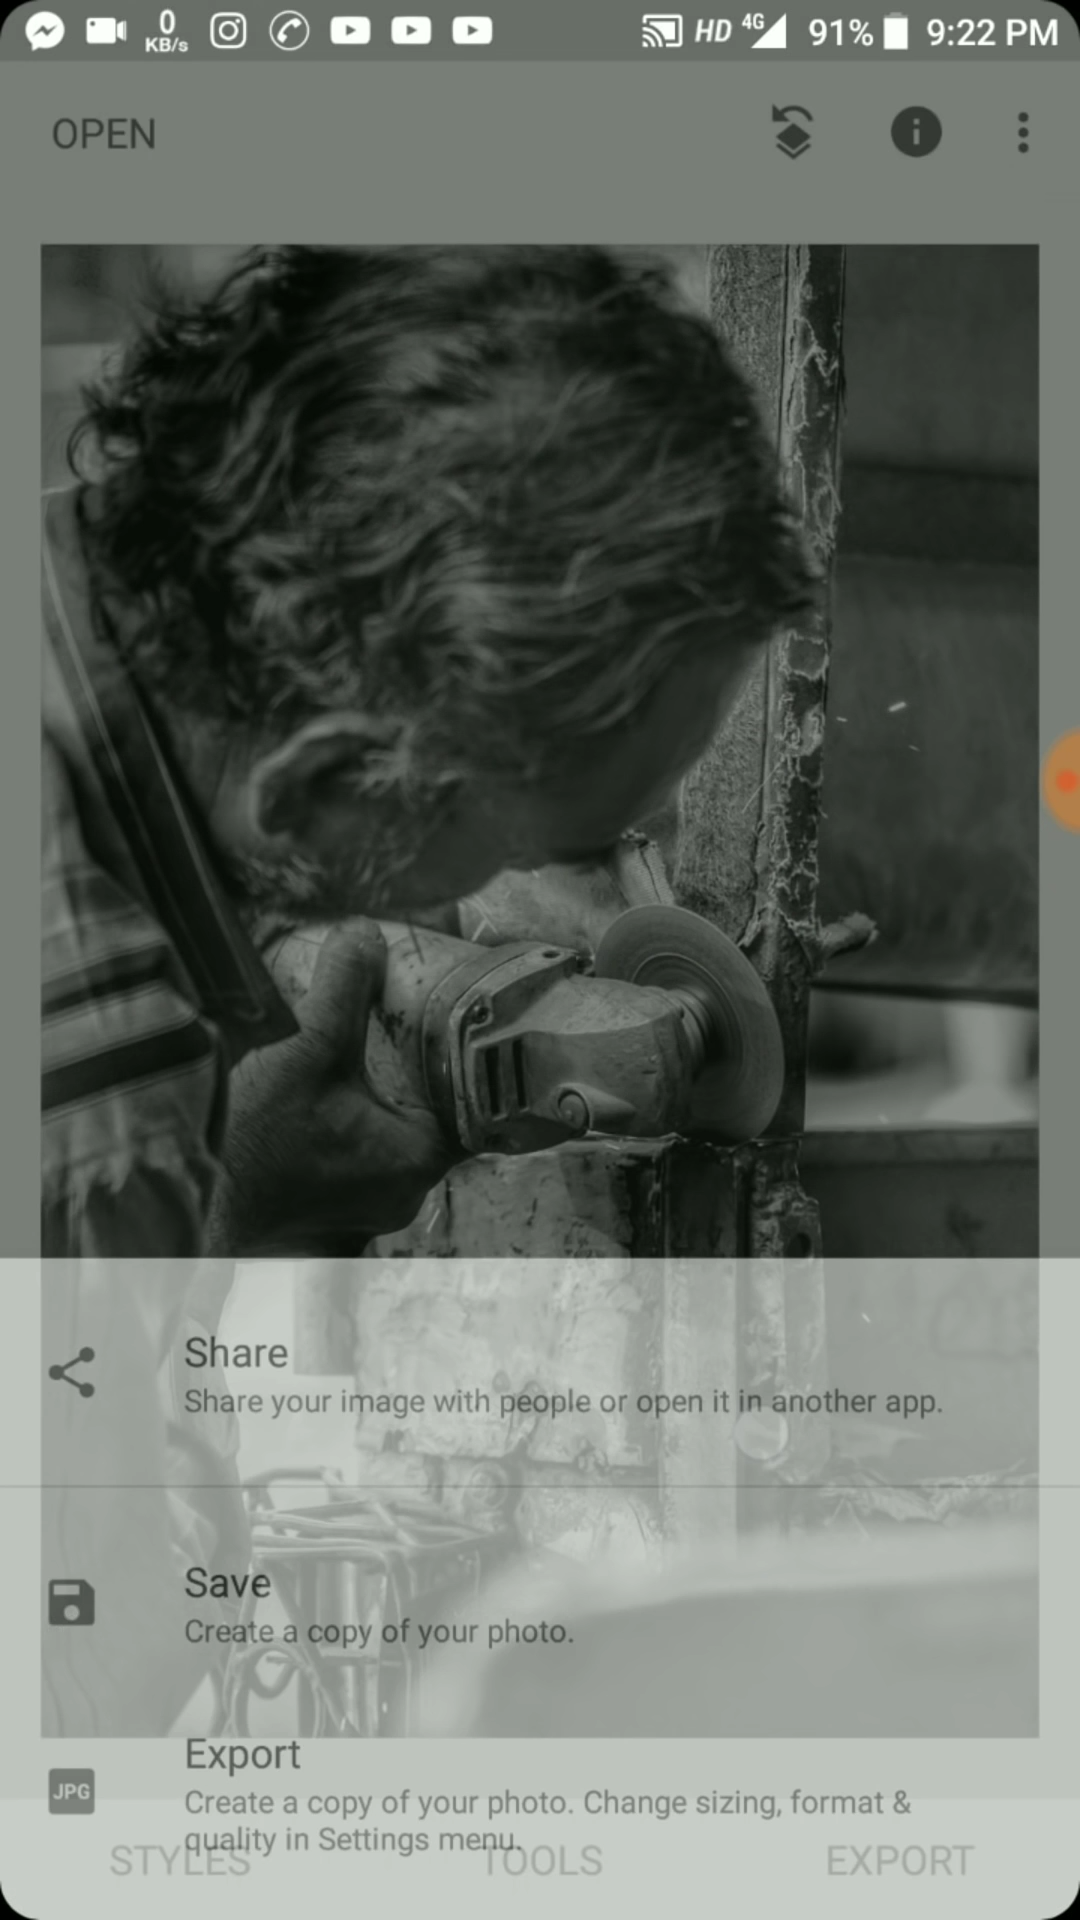 0
KB/s
HD 4G 91% 9:22 PM
OPEN
Share
Share your image with people or open it in another app.
Save
Create a copy of your photo.
Export
JPG
Create a copy of your photo. Change sizing, format &
quality in Settings menu.
STYLES TOOLS EXPORT